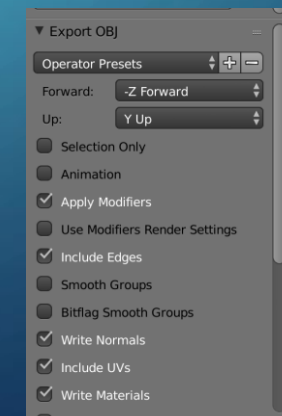 Export OBJ
Operator Presets
Forward: -Z Forward
Up: Y Up
Selection Only
Animation
Apply Modifiers
Use Modifiers Render Settings
Include Edges
Smooth Groups
Bitflag Smooth Groups
Write Normals
Include UVs
Write Materials